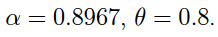 α = 0.8967, θ = 0.8.